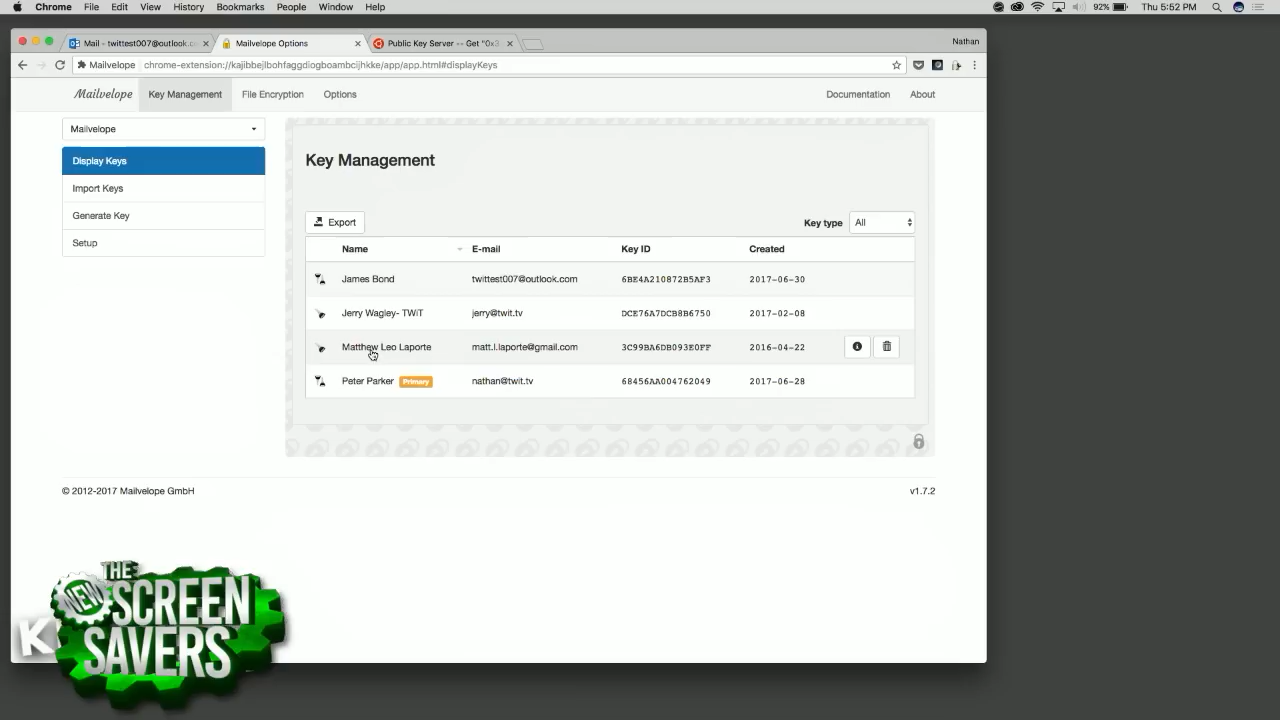 Chrome File Edit View History Bookmarks People Window Help 92% Thu 5:52 PM
Mail - twittest007@outlook.c Mailvelope Options Public Key Server -- Get "0x3 Nathan
Mailvelope chrome-extension://kajibbejlbohfaggdiogboambcijhkke/app/app.html#displayKeys
Mailvelope Key Management File Encryption Options Documentation About
Mailvelope
Display Keys
Import Keys
Generate Key
Setup
Key Management
Export Key type All
Name E-mail Key ID Created
James Bond twittest007@outlook.com 6BE4A210872B5AF3 2017-06-30
Jerry Wagley- TWiT jerry@twit.tv DCE76A7DCB8B6750 2017-02-08
Matthew Leo Laporte matt.l.laporte@gmail.com 3C99BA6DB093E0FF 2016-04-22
Peter Parker Primary nathan@twit.tv 68456AA004762049 2017-06-28
© 2012-2017 Mailvelope GmbH v1.7.2
THE
NEW SCREEN
SAVERS
K